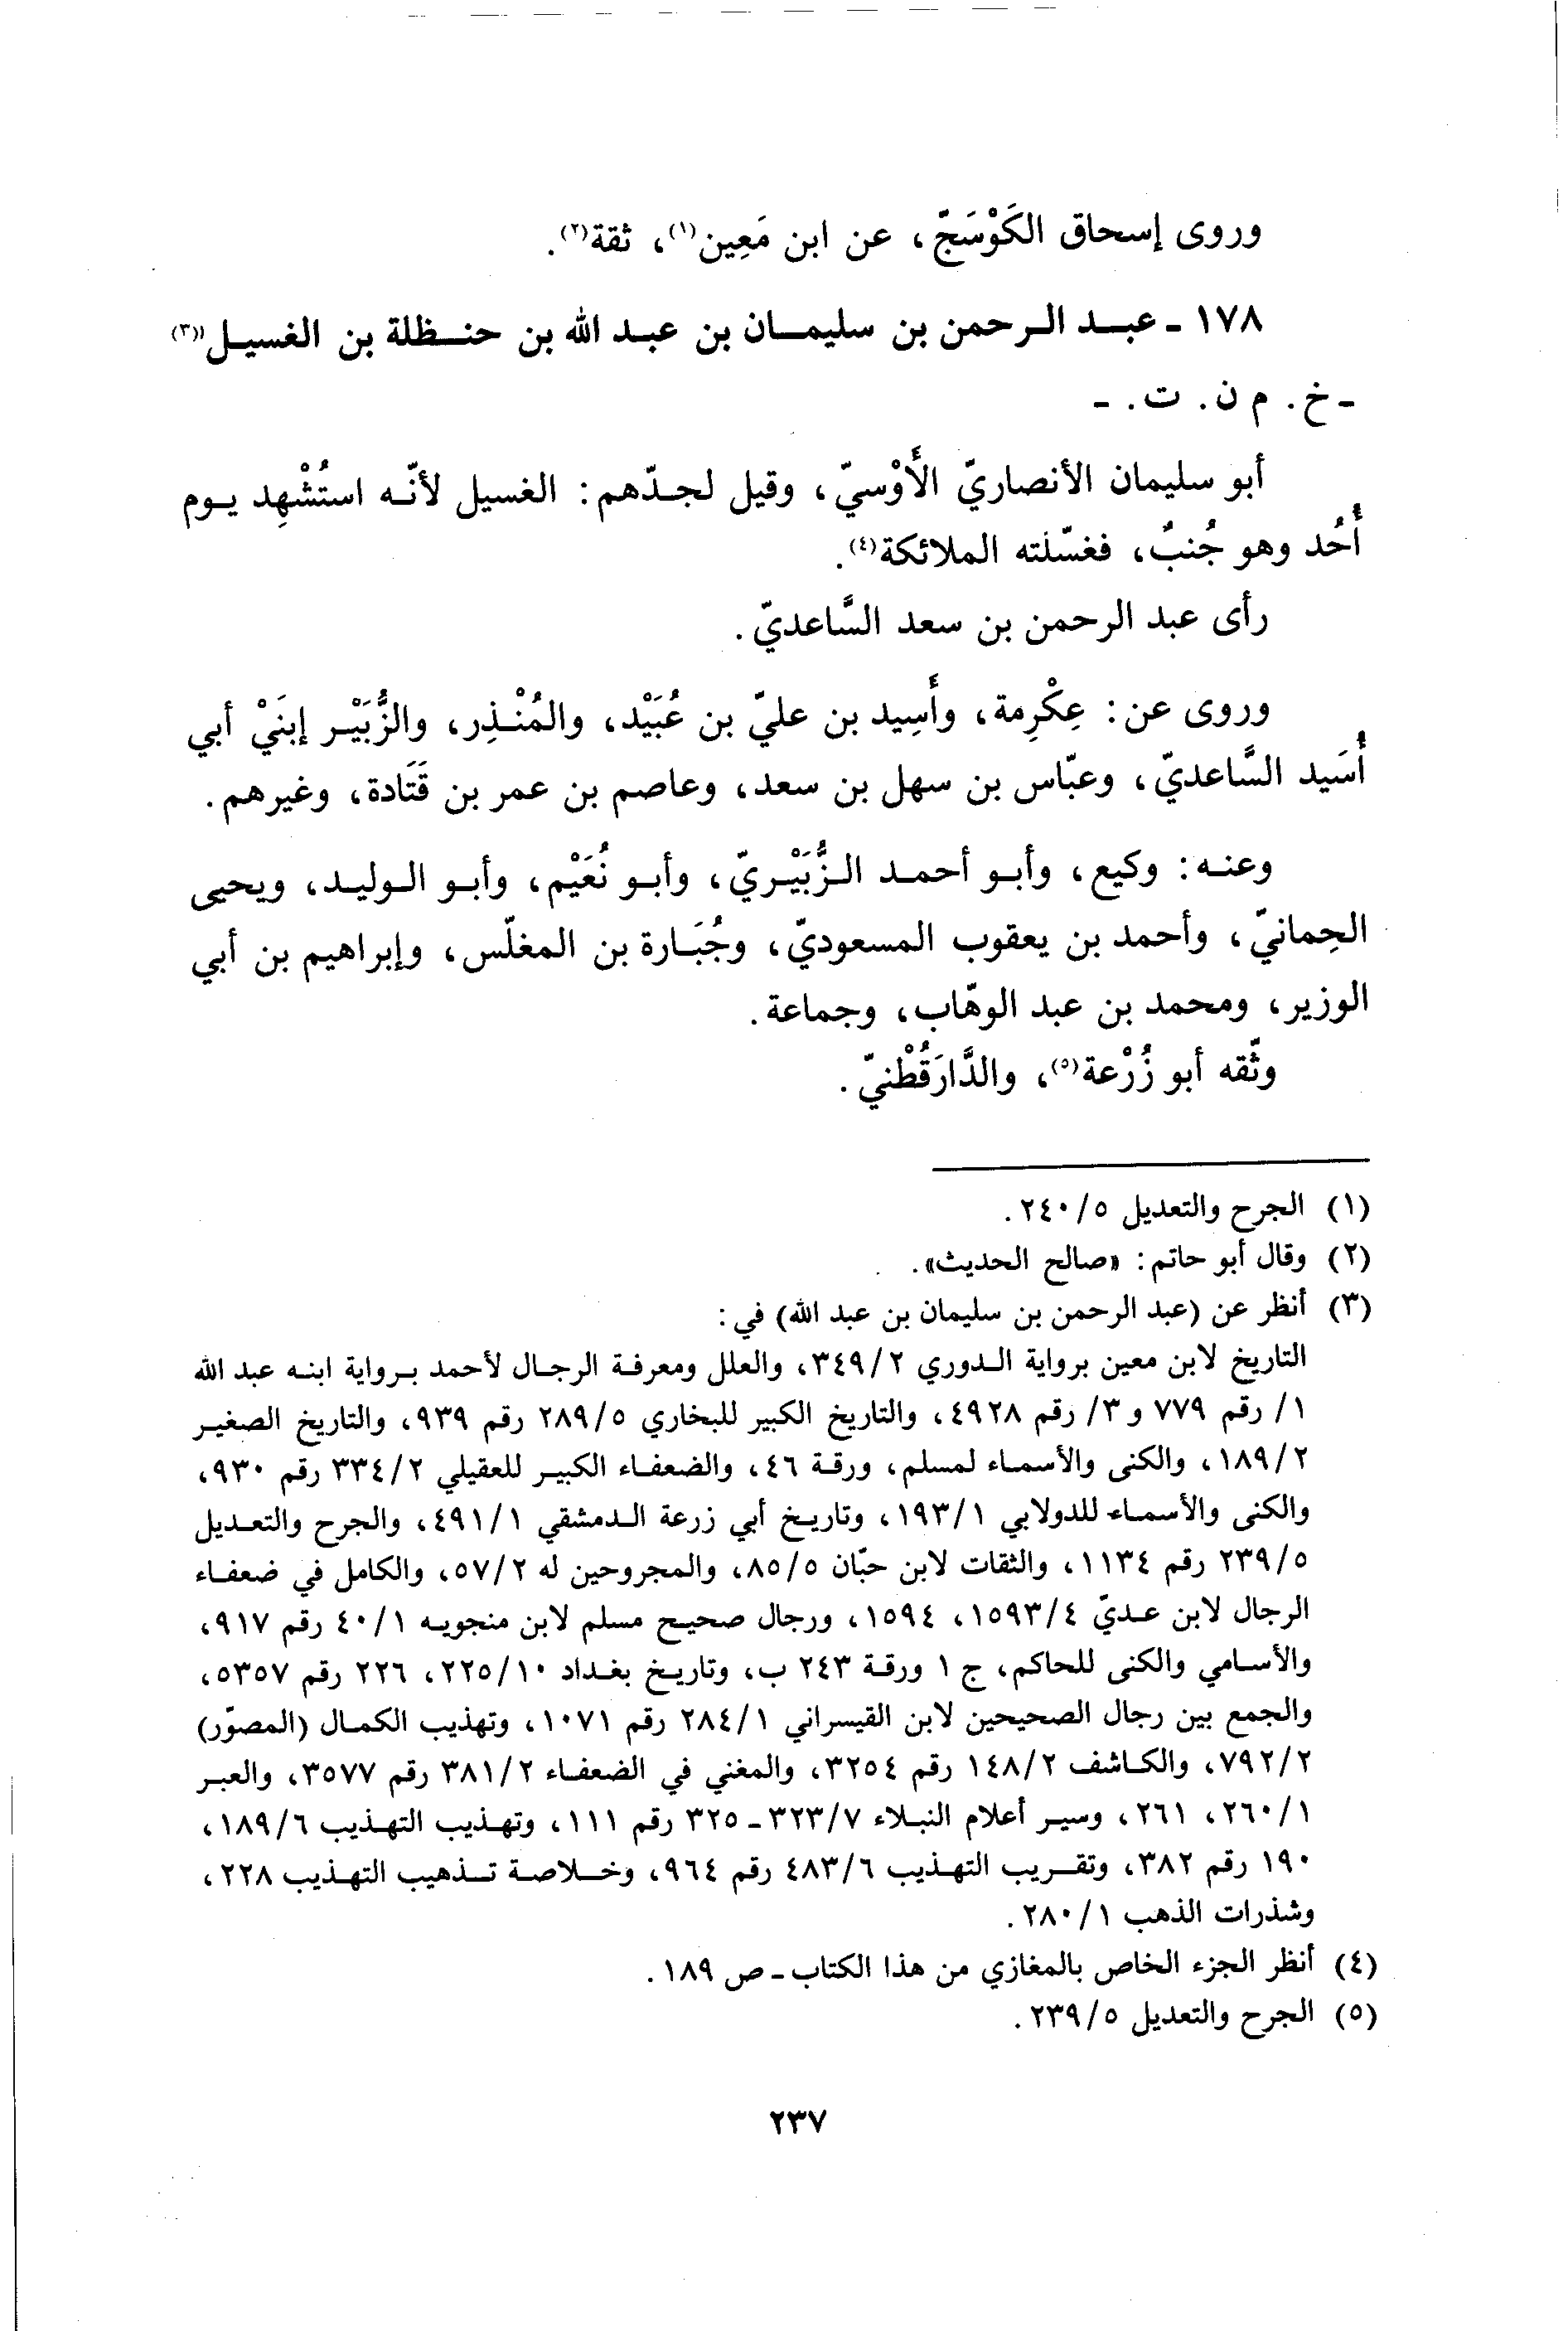 وروى إسحاق الكَوْسَجّ، عن ابن مَعِين(١)، ثقة(٢).
١٧٨ - عبد الرحمن بن سليمان بن عبد الله بن حنظلة بن الغسيل(٣)
- خ. م ن. ت. -
أبو سليمان الأنصاريّ الأَوْسيّ، وقيل لجدّهم: الغسيل لأنّه استُشْهِد يوم
أُحُد وهو جُنبٌ، فغسّلته الملائكة(٤).
رأى عبد الرحمن بن سعد السَّاعديّ.
وروى عن: عِكْرِمة، وأَسِيد بن عليّ بن عُبَيْد، والمُنْذِر، والزُّبَيْر إبنَيْ أبي
أُسَيد السَّاعديّ، وعبّاس بن سهل بن سعد، وعاصم بن عمر بن قَتَادة، وغيرهم.
وعنه: وكيع، وأبو أحمد الزُّبَيْريّ، وأبو نُعَيْم، وأبو الوليد، ويحيى
الحِمانيّ، وأحمد بن يعقوب المسعوديّ، وجُبَارة بن المغلّس، وإبراهيم بن أبي
الوزير، ومحمد بن عبد الوهّاب، وجماعة.
وثّقه أبو زُرْعة(٥)، والدَّارَقُطْنيّ.
(١) الجرح والتعديل ٢٤٠/٥.
(٢) وقال أبو حاتم: «صالح الحديث».
(٣) أنظر عن (عبد الرحمن بن سليمان بن عبد الله) في:
التاريخ لابن معين برواية الدوري ٣٤٩/٢، والعلل ومعرفة الرجال لأحمد برواية ابنه عبد الله
١/ رقم ٧٧٩ و ٣/ رقم ٤٩٢٨، والتاريخ الكبير للبخاري ٢٨٩/٥ رقم ٩٣٩، والتاريخ الصغير
١٨٩/٢، والكنى والأسماء لمسلم، ورقة ٤٦، والضعفاء الكبير للعقيلي ٣٣٤/٢ رقم ٩٣٠،
والكنى والأسماء للدولابي ١٩٣/١، وتاريخ أبي زرعة الدمشقي ٤٩١/١، والجرح والتعديل
٢٣٩/٥ رقم ١١٣٤، والثقات لابن حبّان ٨٥/٥، والمجروحين له ٥٧/٢، والكامل في ضعفاء
الرجال لابن عديّ ١٥٩٣/٤، ١٥٩٤، ورجال صحيح مسلم لابن منجويه ٤٠/١ رقم ٩١٧،
والأسامي والكنى للحاكم، ج ١ ورقة ٢٤٣ ب، وتاريخ بغداد ٢٢٥/١٠، ٢٢٦ رقم ٥٣٥٧،
والجمع بين رجال الصحيحين لابن القيسراني ٢٨٤/١ رقم ١٠٧١، وتهذيب الكمال (المصوّر)
٧٩٢/٢، والكاشف ١٤٨/٢ رقم ٣٢٥٤، والمغني في الضعفاء ٣٨١/٢ رقم ٣٥٧٧، والعبر
٢٦٠/١، ٢٦١، وسير أعلام النبلاء ٣٢٣/٧ - ٣٢٥ رقم ١١١، وتهذيب التهذيب ١٨٩/٦،
١٩٠ رقم ٣٨٢، وتقريب التهذيب ٤٨٣/٦ رقم ٩٦٤، وخلاصة تذهيب التهذيب ٢٢٨،
وشذرات الذهب ٢٨٠/١.
(٤) أنظر الجزء الخاص بالمغازي من هذا الكتاب - ص ١٨٩.
(٥) الجرح والتعديل ٢٣٩/٥.
٢٣٧